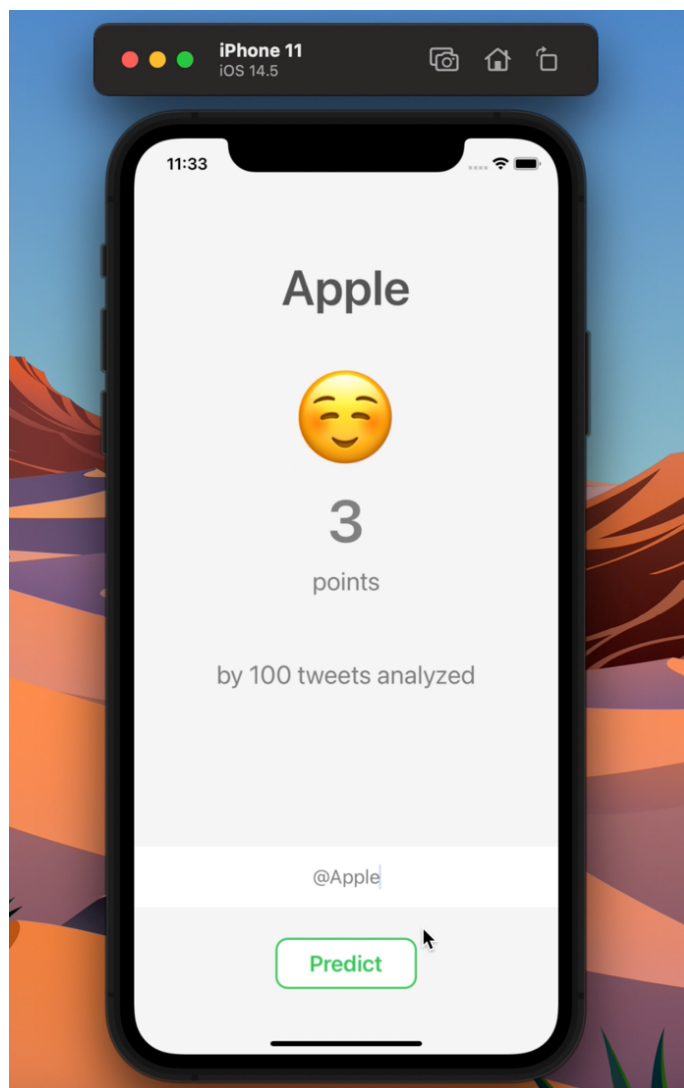 iPhone 11
iOS 14.5
11:33
Apple
3
points
by 100 tweets analyzed
@Apple
Predict